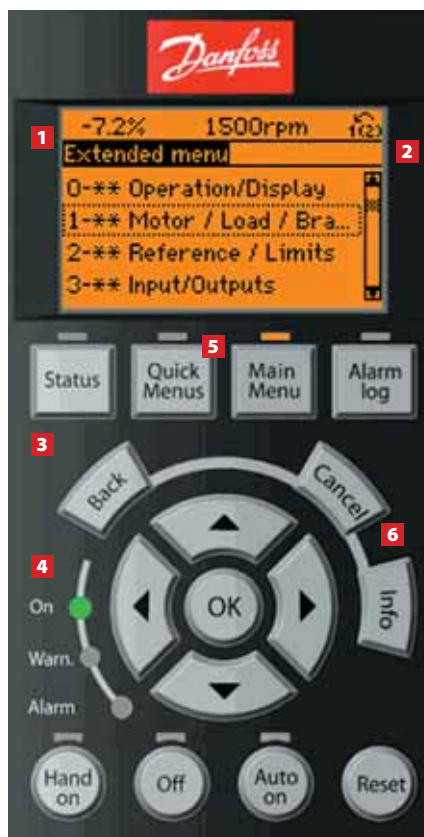 Danfoss
-7.2% 1500rpm 1(2)
1
2
Extended menu
0-** Operation/Display
1-** Motor / Load / Bra...
2-** Reference / Limits
3-** Input/Outputs
5
Status
Quick
Menus
Main
Menu
Alarm
log
3
Back
Cancel
6
4
Info
On
OK
Warn.
Alarm
Hand
on
Off
Auto
on
Reset